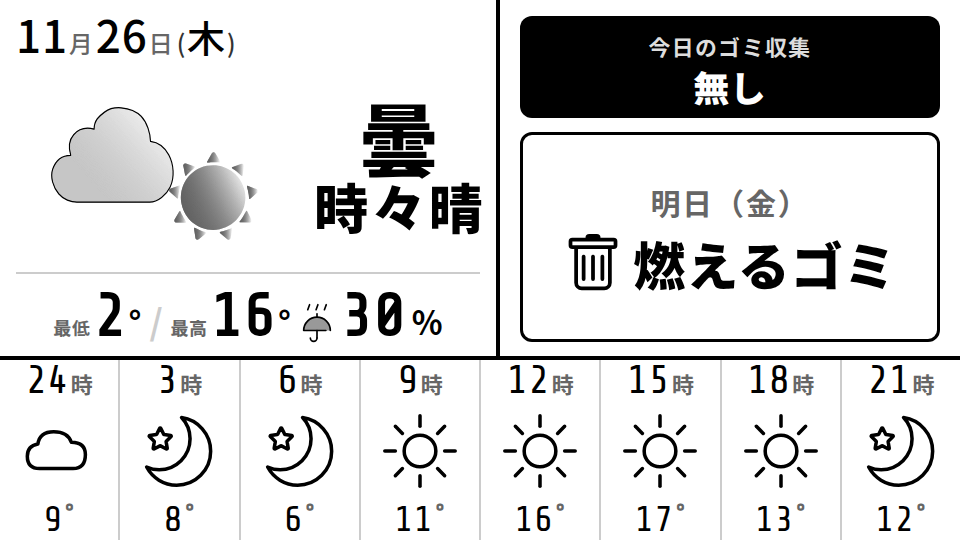 11月26日(木)
曇
時々晴
最低 2° / 最高 16° 30%
今日のゴミ収集
無し
明日（金）
燃えるゴミ
24時 3時 6時 9時 12時 15時 18時 21時
9° 8° 6° 11° 16° 17° 13° 12°